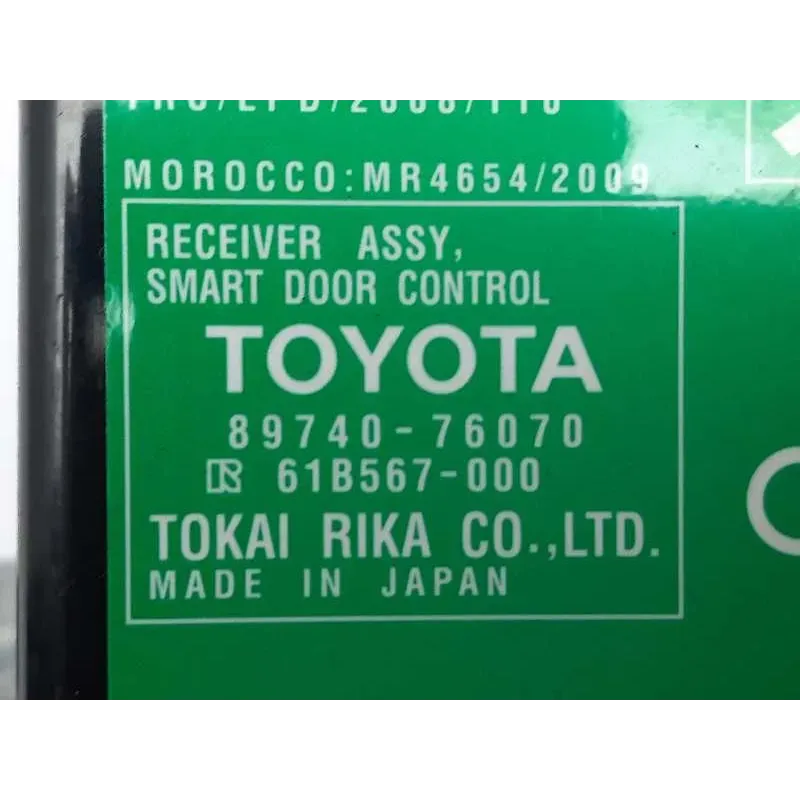 MOROCCO:MR4654/2009
RECEIVER ASSY,
SMART DOOR CONTROL
TOYOTA
89740-76070
61B567-000
TOKAI RIKA CO.,LTD.
MADE IN JAPAN